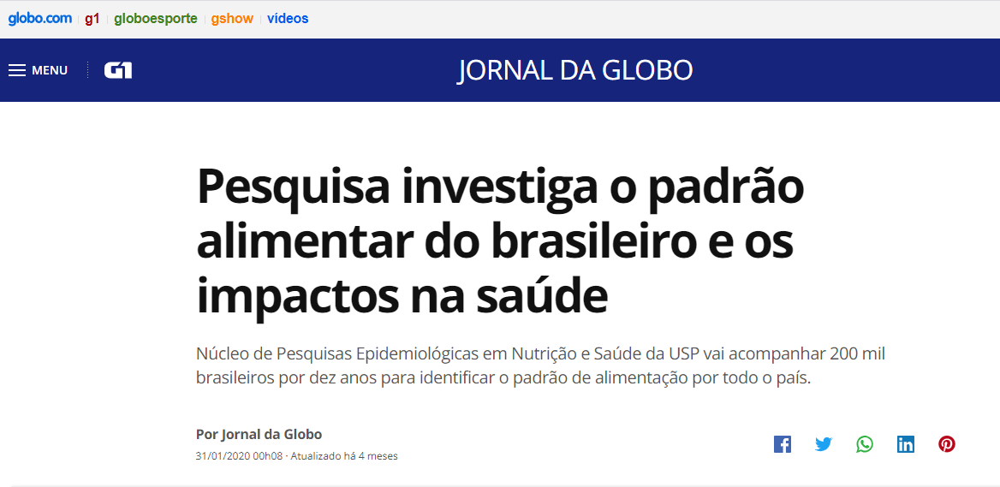 globo.com g1 globoesporte gshow vídeos
MENU G1 JORNAL DA GLOBO
Pesquisa investiga o padrão
alimentar do brasileiro e os
impactos na saúde
Núcleo de Pesquisas Epidemiológicas em Nutrição e Saúde da USP vai acompanhar 200 mil
brasileiros por dez anos para identificar o padrão de alimentação por todo o país.
Por Jornal da Globo
31/01/2020 00h08 · Atualizado há 4 meses